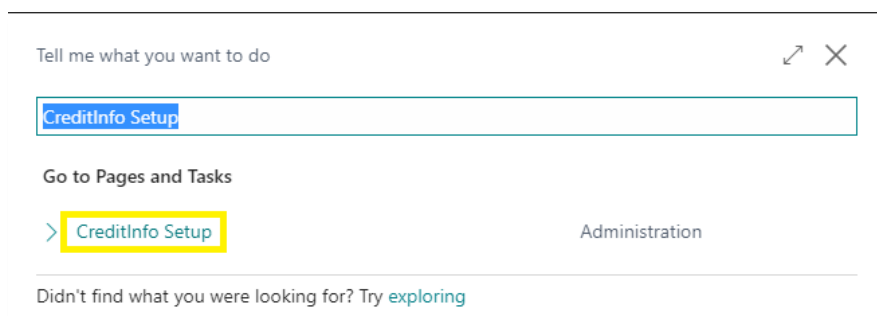 Tell me what you want to do
CreditInfo Setup
Go to Pages and Tasks
CreditInfo Setup Administration
Didn't find what you were looking for? Try exploring